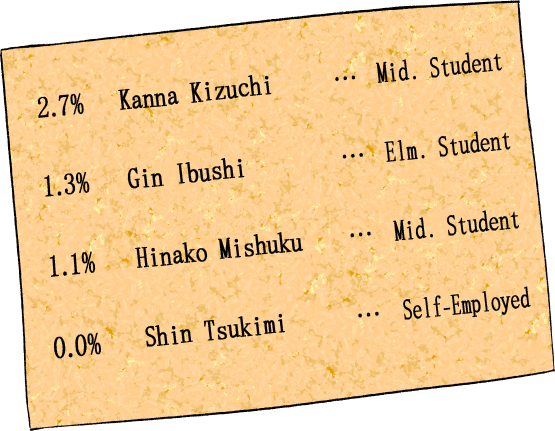 2.7% Kanna Kizuchi ... Mid. Student
1.3% Gin Ibushi ... Elm. Student
1.1% Hinako Mishuku ... Mid. Student
0.0% Shin Tsukimi ... Self-Employed